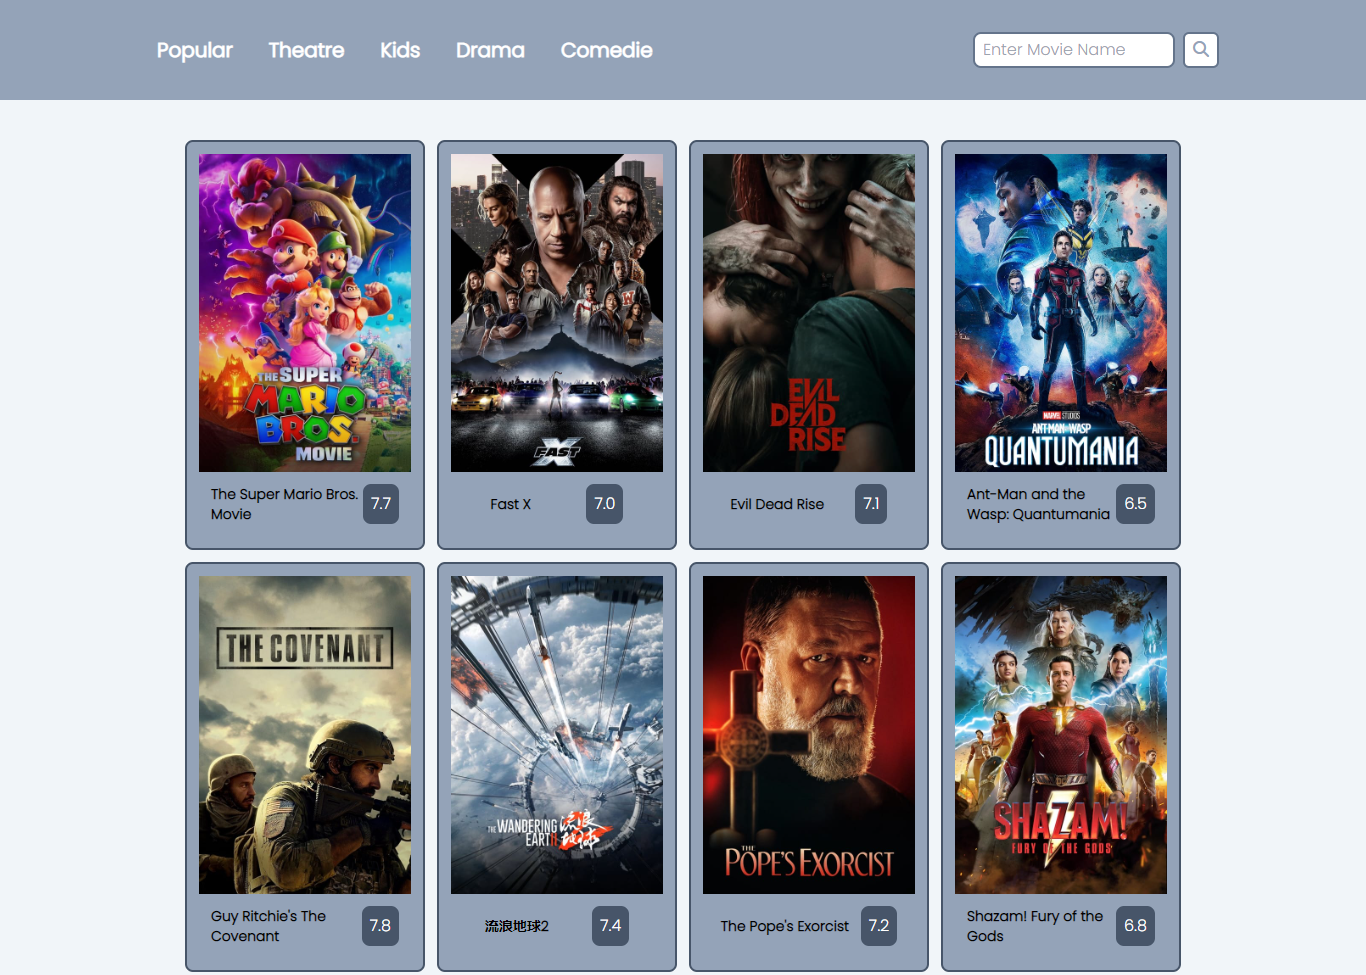 Popular Theatre Kids Drama Comedie
Enter Movie Name
THE SUPER
MARIO
BROS.
MOVIE
FAST X
EVIL
DEAD
RISE
MARVEL STUDIOS
ANT-MAN AND THE WASP
QUANTUMANIA
The Super Mario Bros.
Movie
7.7
Fast X
7.0
Evil Dead Rise
7.1
Ant-Man and the
Wasp: Quantumania
6.5
THE COVENANT
THE WANDERING
EARTH II
流浪
地球
THE
POPE'S EXORCIST
SHAZAM!
FURY OF THE GODS
Guy Ritchie's The
Covenant
7.8
流浪地球2
7.4
The Pope's Exorcist
7.2
Shazam! Fury of the
Gods
6.8